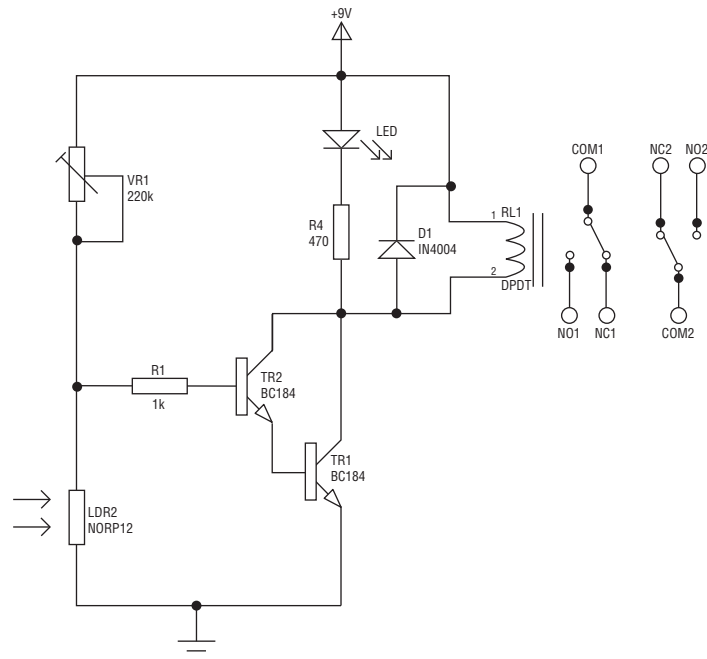 +9V
LED
COM1
NC2
NO2
VR1
220k
1
RL1
R4
470
D1
IN4004
2
DPDT
NO1
NC1
COM2
R1
1k
TR2
BC184
TR1
BC184
LDR2
NORP12